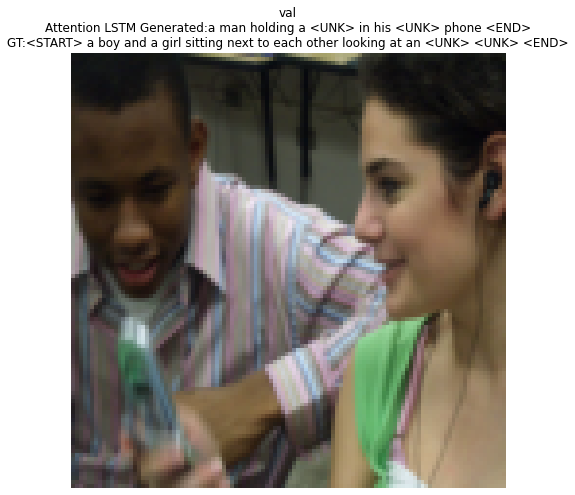 val
Attention LSTM Generated:a man holding a <UNK> in his <UNK> phone <END>
GT:<START> a boy and a girl sitting next to each other looking at an <UNK> <UNK> <END>